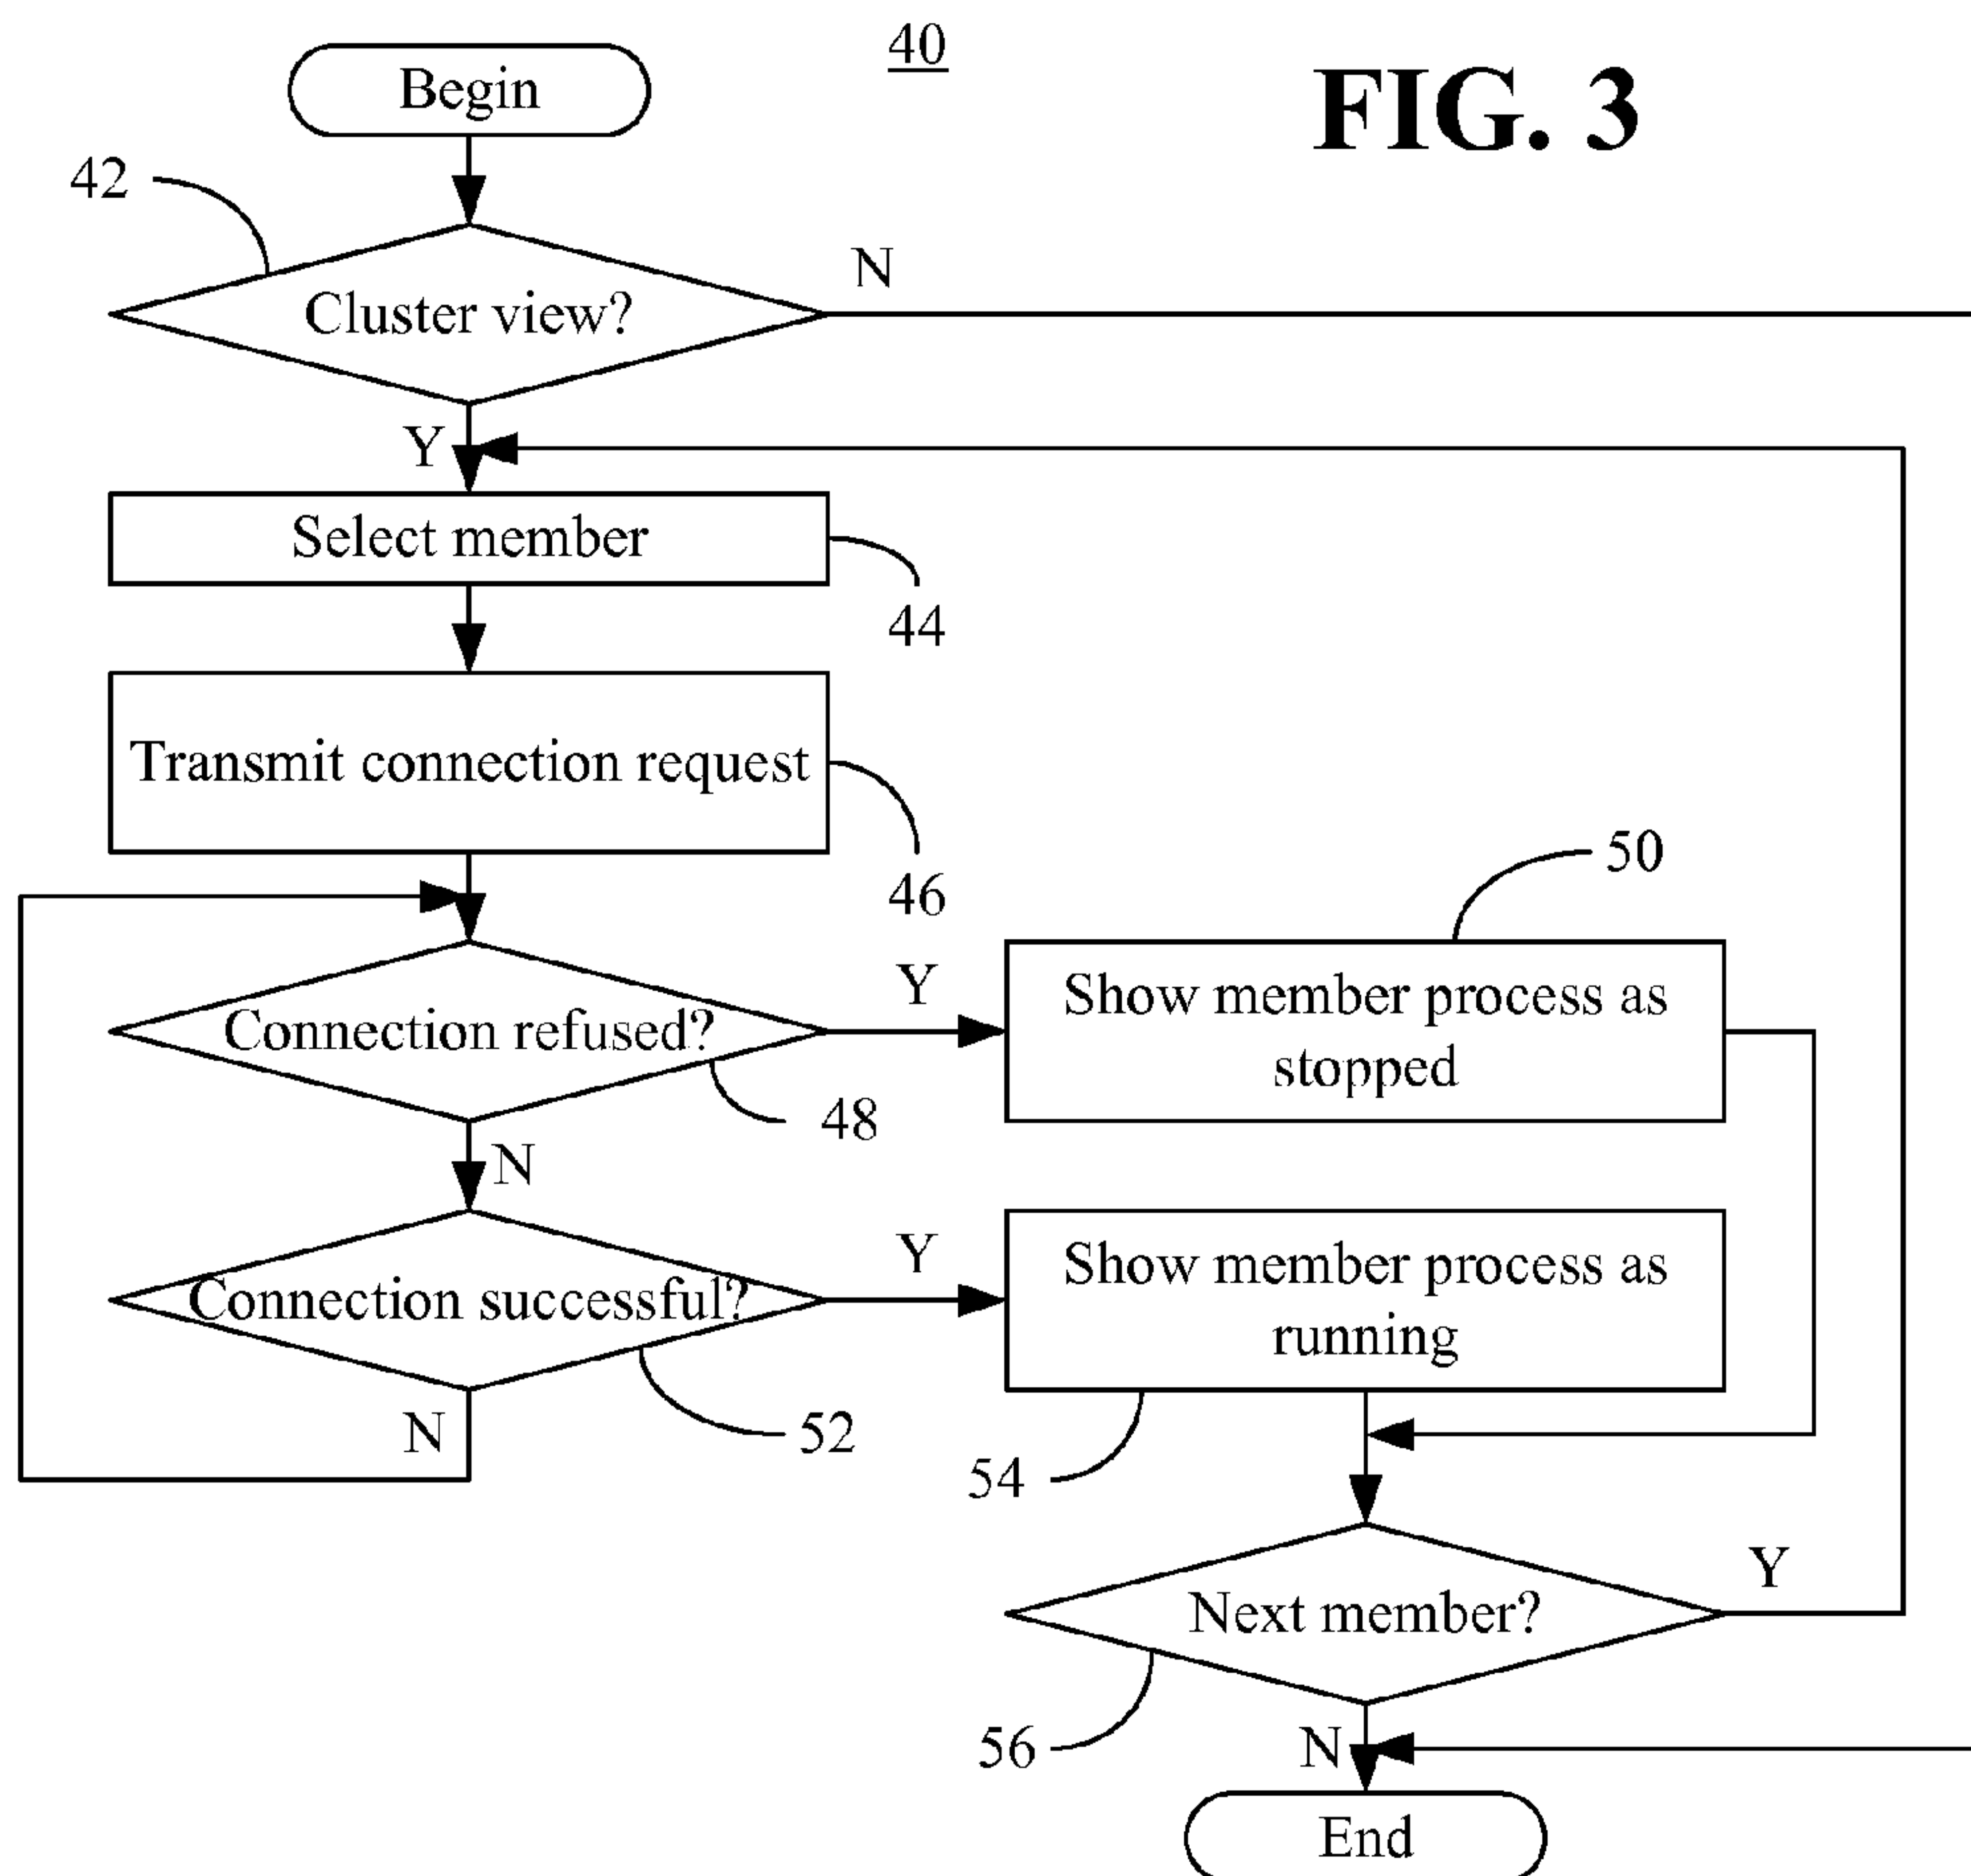 40
FIG. 3
Begin
42
Cluster view?
N
Y
Select member
44
Transmit connection request
46
Connection refused?
Y
48
N
50
Show member process as
stopped
Connection successful?
Y
52
N
Show member process as
running
54
Next member?
Y
56
N
End